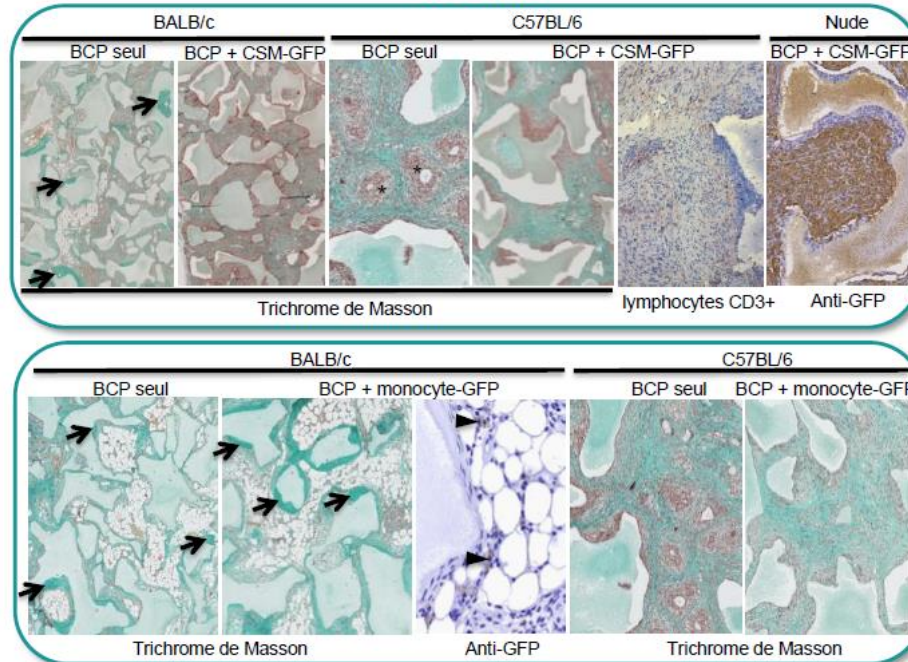 BALB/c C57BL/6 Nude
BCP seul BCP + CSM-GFP BCP seul BCP + CSM-GFP BCP + CSM-GFP
* *
Trichrome de Masson lymphocytes CD3+ Anti-GFP
BALB/c C57BL/6
BCP seul BCP + monocyte-GFP BCP seul BCP + monocyte-GFP
Trichrome de Masson Anti-GFP Trichrome de Masson